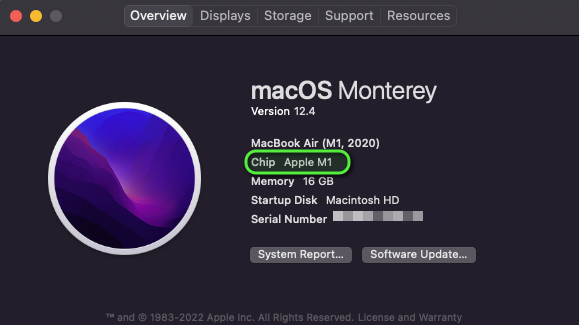 Overview Displays Storage Support Resources
macOS Monterey
Version 12.4
MacBook Air (M1, 2020)
Chip Apple M1
Memory 16 GB
Startup Disk Macintosh HD
Serial Number
System Report... Software Update...
™ and © 1983-2022 Apple Inc. All Rights Reserved. License and Warranty